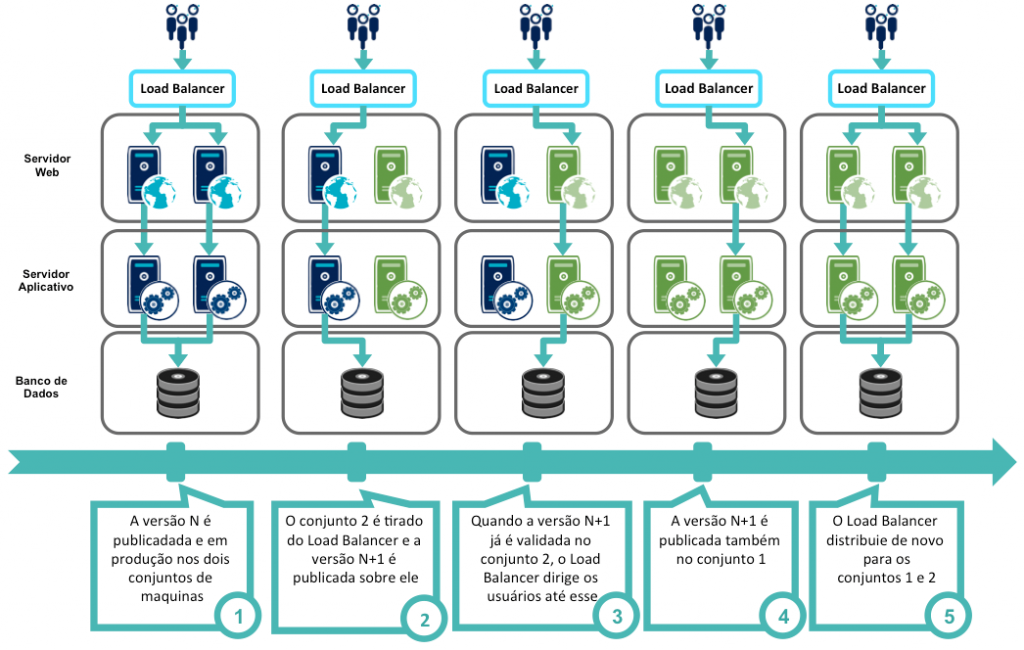 Load Balancer
Load Balancer
Load Balancer
Load Balancer
Load Balancer
Servidor
Web
Servidor
Aplicativo
Banco de
Dados
A versão N é
publicadada e em
produção nos dois
conjuntos de
maquinas
1
O conjunto 2 é tirado
do Load Balancer e a
versão N+1 é
publicada sobre ele
2
Quando a versão N+1
já é validada no
conjunto 2, o Load
Balancer dirige os
usuários até esse
3
A versão N+1 é
publicada também
no conjunto 1
4
O Load Balancer
distribuie de novo
para os
conjuntos 1 e 2
5